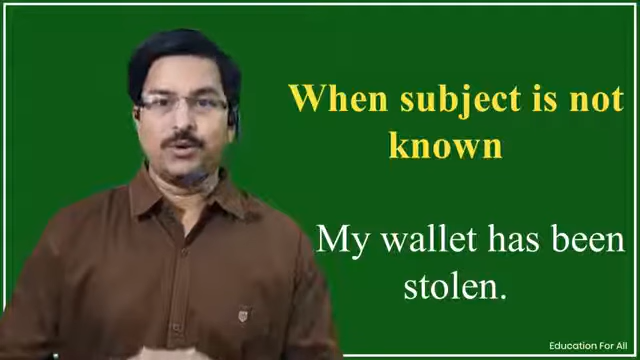 When subject is not
known
My wallet has been
stolen.
Education For All